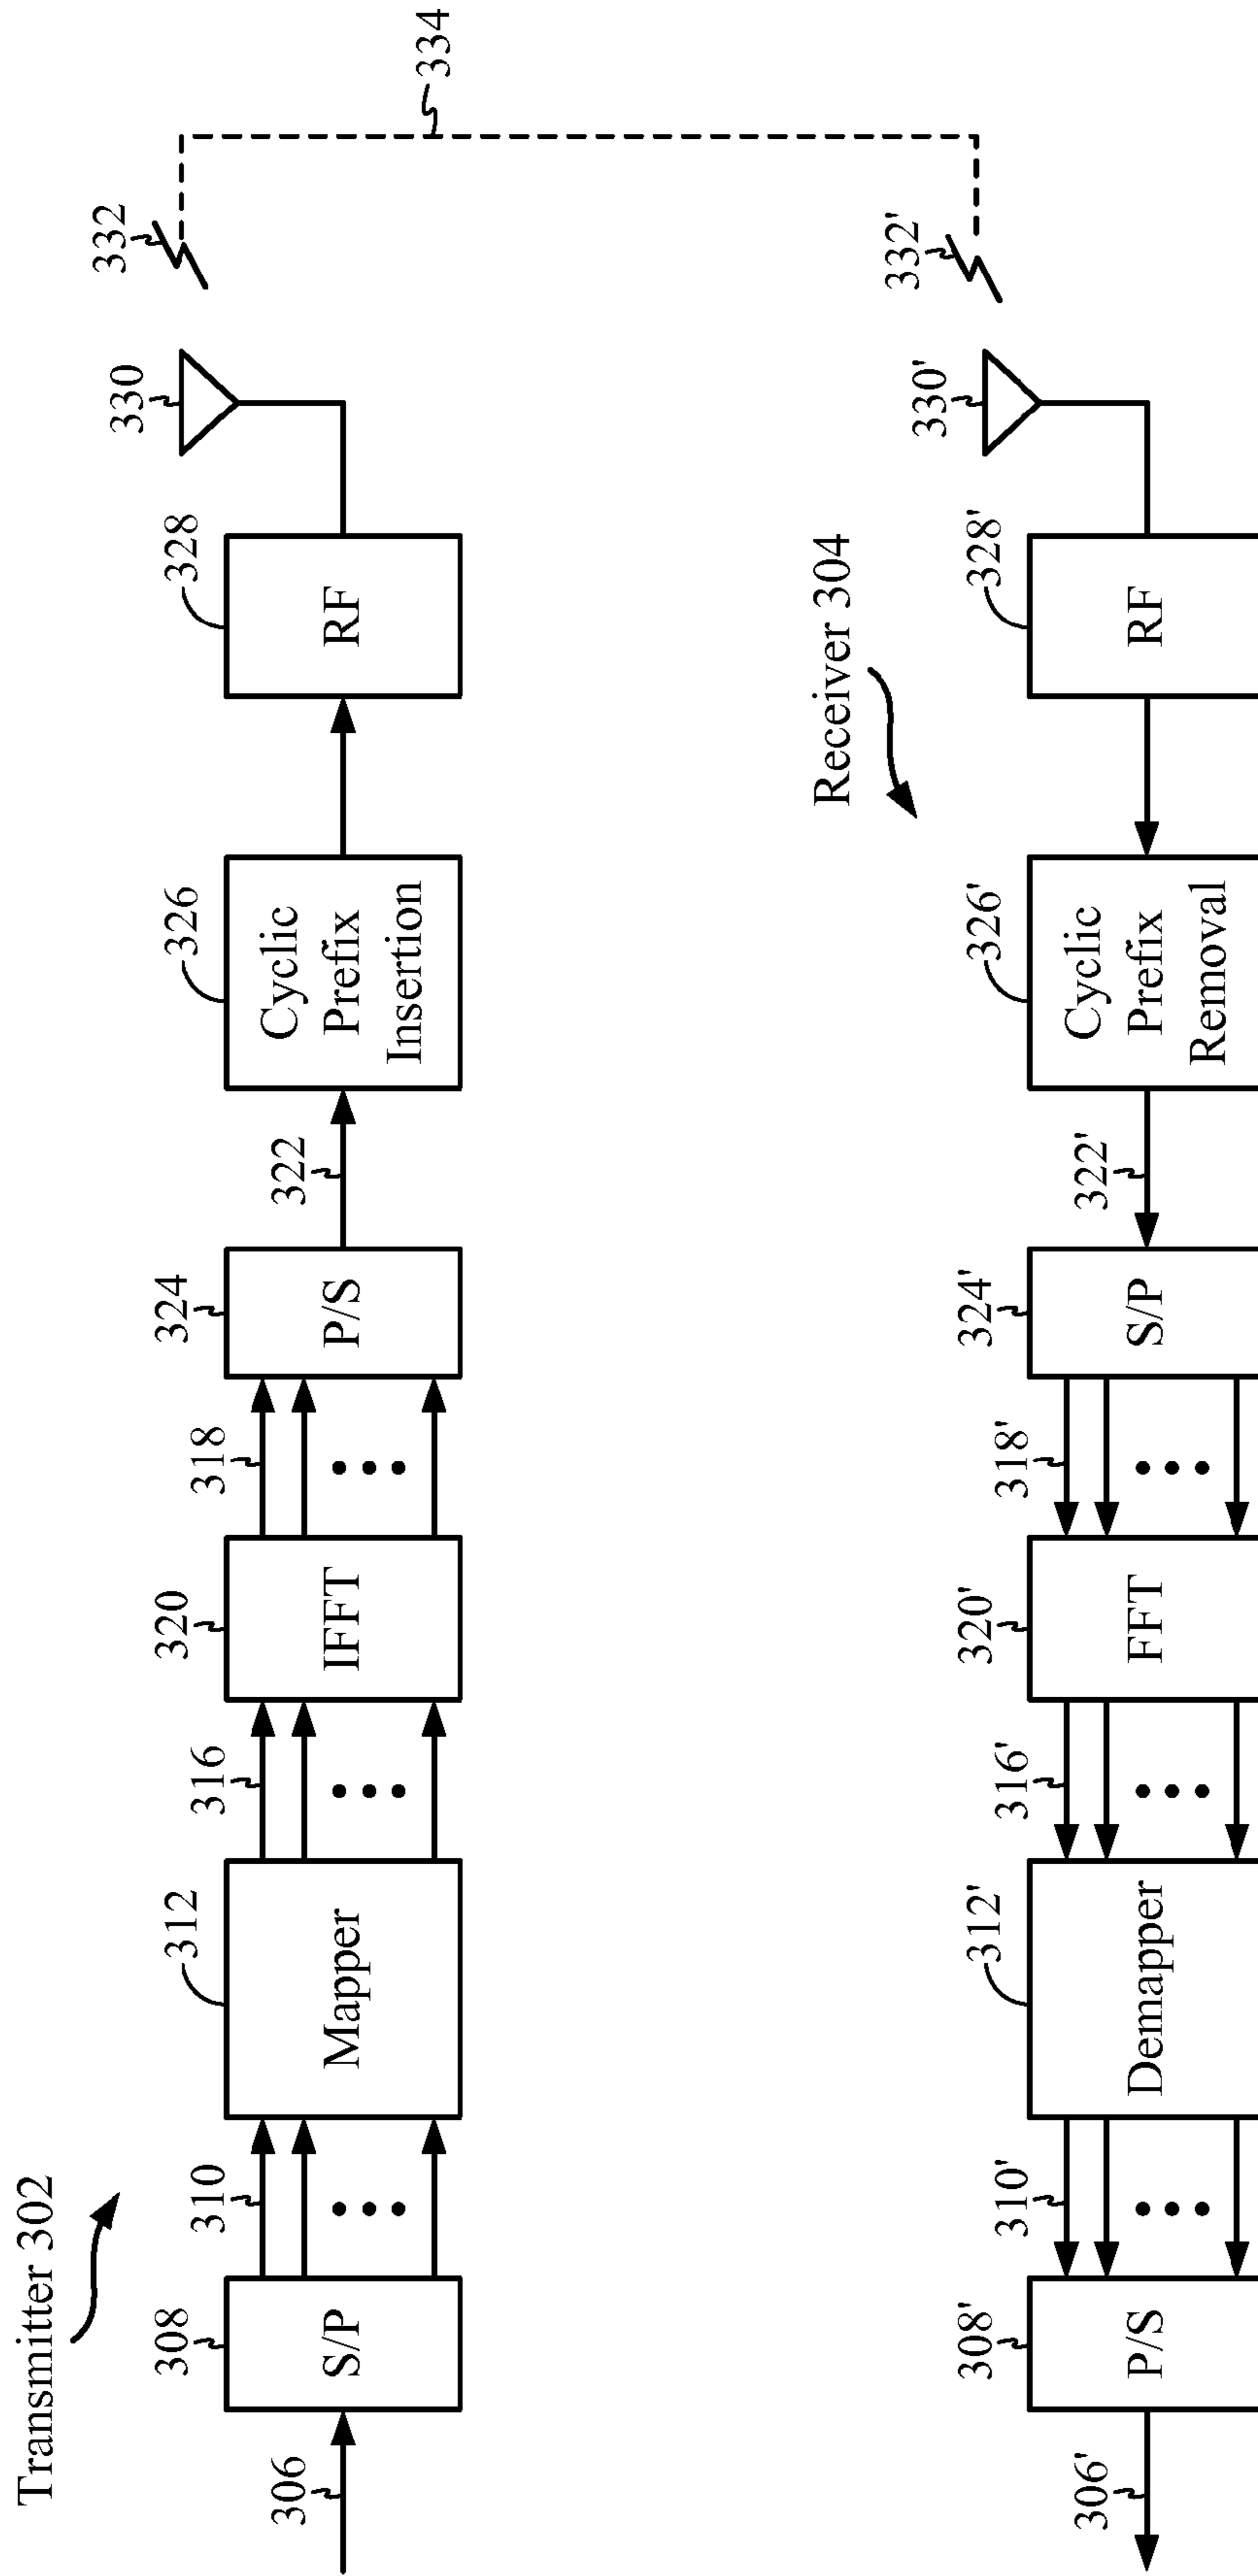 Transmitter 302
306
308
S/P
310
312
Mapper
316
320
IFFT
318
324
P/S
322
326
Cyclic
Prefix
Insertion
328
RF
330
332
334
Receiver 304
306'
308'
P/S
310'
312'
Demapper
316'
320'
FFT
318'
324'
S/P
322'
326'
Cyclic
Prefix
Removal
328'
RF
330'
332'